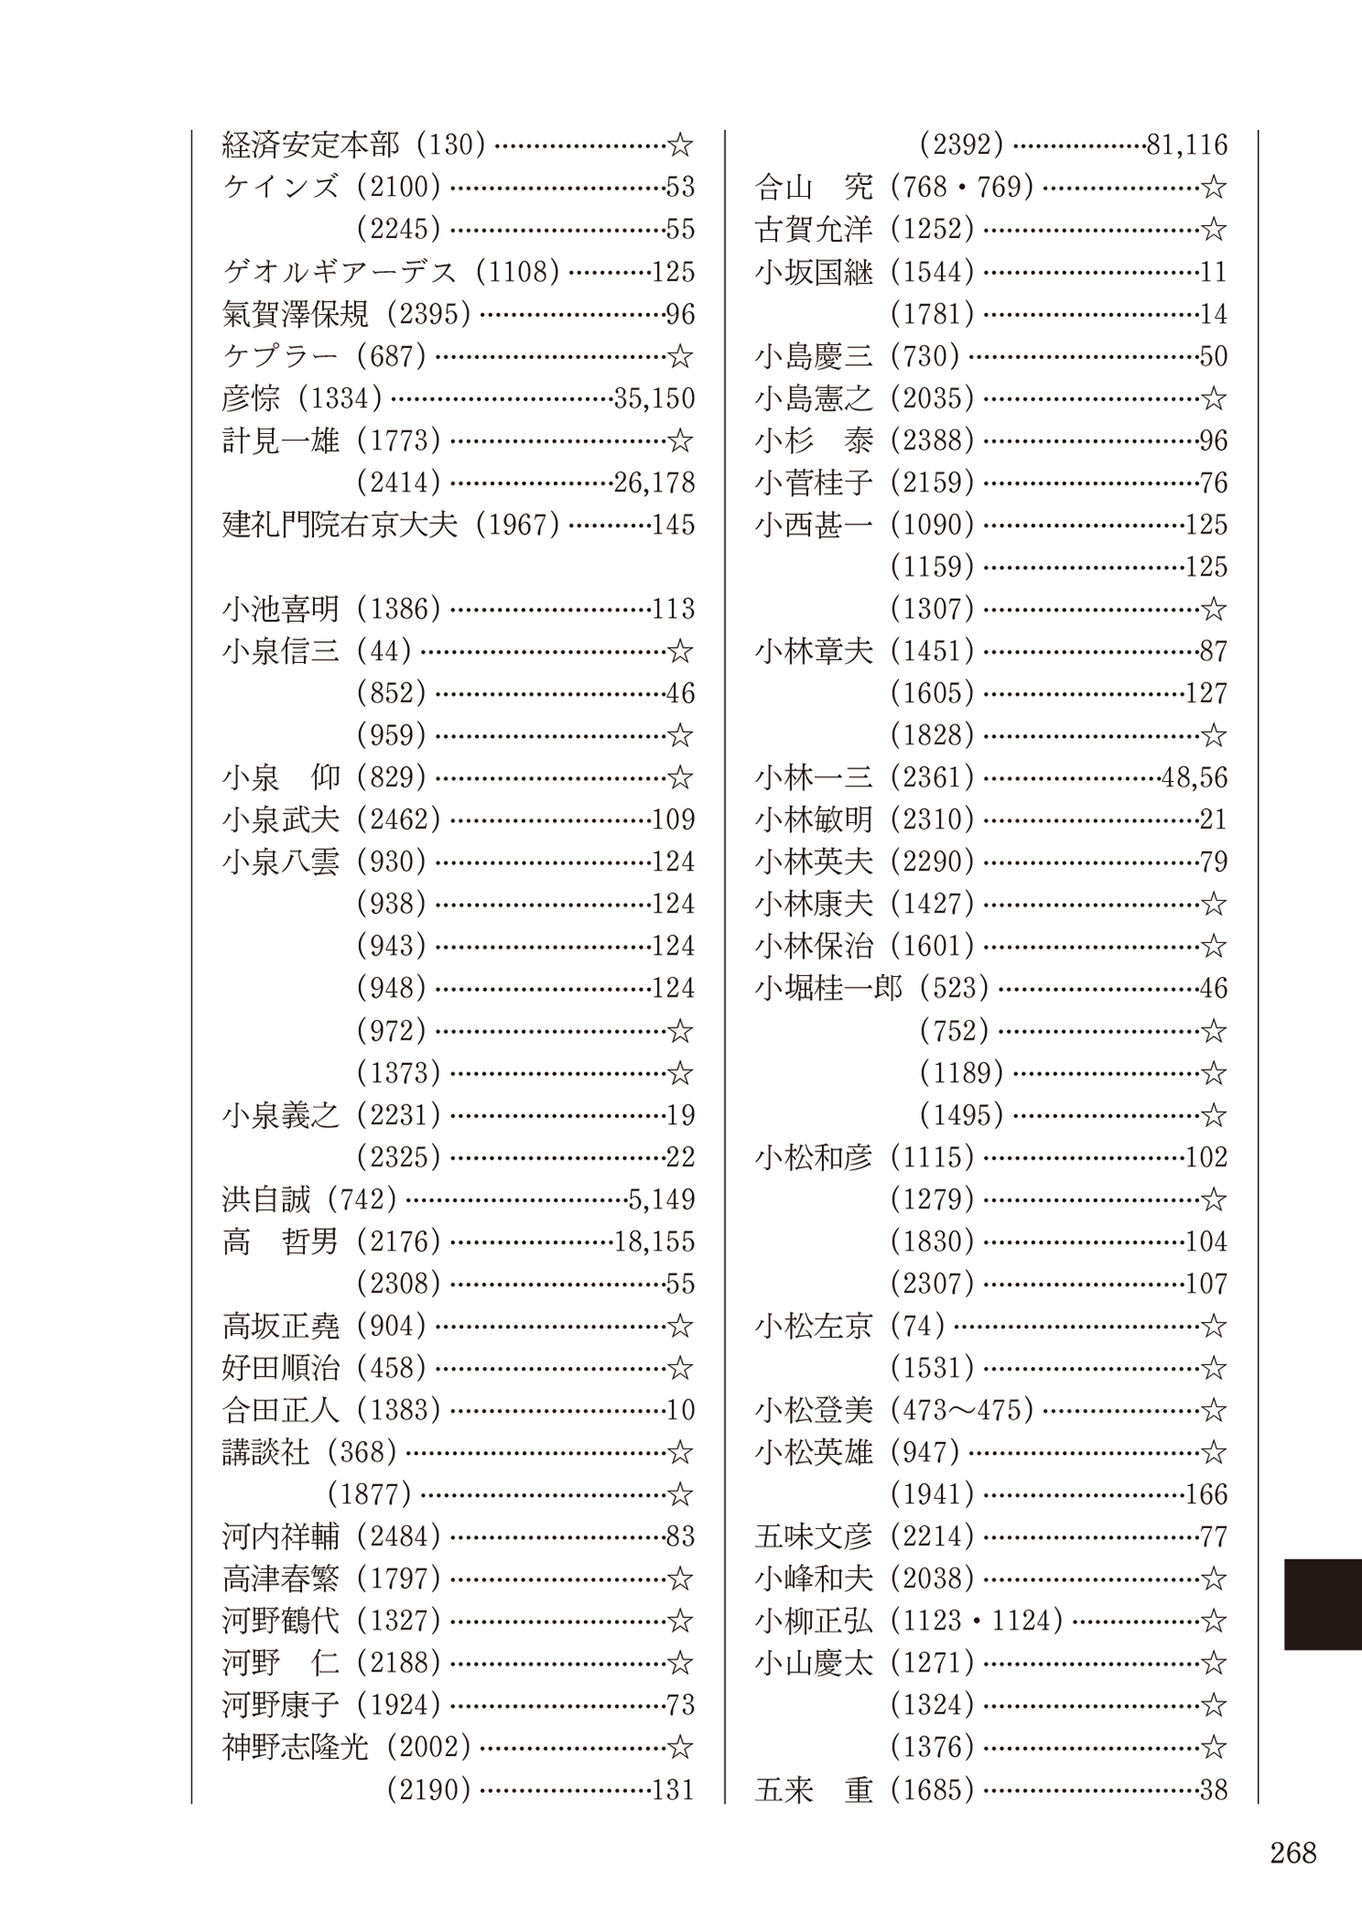 経済安定本部（130）……………………☆
ケインズ（2100）…………………………53
（2245）…………………………55
ゲオルギアーデス（1108）…………125
氣賀澤保規（2395）……………………96
ケプラー（687）…………………………☆
彦悰（1334）…………………………35,150
計見一雄（1773）…………………………☆
（2414）…………………26,178
建礼門院右京大夫（1967）…………145
小池喜明（1386）………………………113
小泉信三（44）……………………………☆
（852）…………………………46
（959）…………………………☆
小泉　仰（829）…………………………☆
小泉武夫（2462）………………………109
小泉八雲（930）…………………………124
（938）…………………………124
（943）…………………………124
（948）…………………………124
（972）…………………………☆
（1373）…………………………☆
小泉義之（2231）…………………………19
（2325）…………………………22
洪自誠（742）…………………………5,149
高　哲男（2176）…………………18,155
（2308）…………………………55
高坂正堯（904）…………………………☆
好田順治（458）…………………………☆
合田正人（1383）…………………………10
講談社（368）……………………………☆
（1877）……………………………☆
河内祥輔（2484）…………………………83
高津春繁（1797）…………………………☆
河野鶴代（1327）…………………………☆
河野　仁（2188）…………………………☆
河野康子（1924）…………………………73
神野志隆光（2002）……………………☆
（2190）…………………131
（2392）………………81,116
合山　究（768・769）…………………☆
古賀允洋（1252）…………………………☆
小坂国継（1544）…………………………11
（1781）…………………………14
小島慶三（730）…………………………50
小島憲之（2035）…………………………☆
小杉　泰（2388）…………………………96
小菅桂子（2159）…………………………76
小西甚一（1090）………………………125
（1159）………………………125
（1307）…………………………☆
小林章夫（1451）…………………………87
（1605）………………………127
（1828）…………………………☆
小林一三（2361）……………………48,56
小林敏明（2310）…………………………21
小林英夫（2290）…………………………79
小林康夫（1427）…………………………☆
小林保治（1601）…………………………☆
小堀桂一郎（523）………………………46
（752）………………………☆
（1189）……………………☆
（1495）……………………☆
小松和彦（1115）………………………102
（1279）…………………………☆
（1830）………………………104
（2307）………………………107
小松左京（74）……………………………☆
（1531）…………………………☆
小松登美（473～475）…………………☆
小松英雄（947）…………………………☆
（1941）………………………166
五味文彦（2214）…………………………77
小峰和夫（2038）…………………………☆
小柳正弘（1123・1124）………………☆
小山慶太（1271）…………………………☆
（1324）…………………………☆
（1376）…………………………☆
五来　重（1685）…………………………38
268